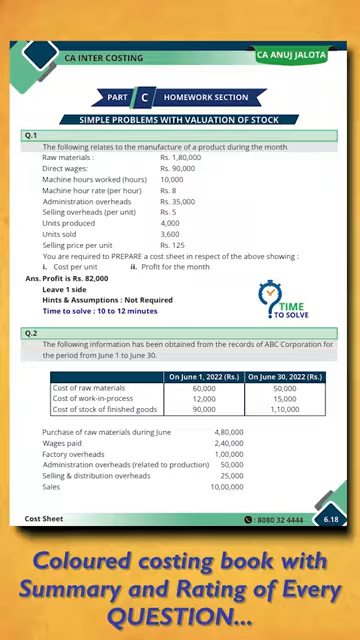 CA INTER COSTING
CA ANUJ JALOTA
PART C HOMEWORK SECTION
SIMPLE PROBLEMS WITH VALUATION OF STOCK
Q.1
The following relates to the manufacture of a product during the month
Raw materials : Rs. 1,80,000
Direct wages: Rs. 90,000
Machine hours worked (hours) 10,000
Machine hour rate (per hour) Rs. 8
Administration overheads Rs. 35,000
Selling overheads (per unit) Rs. 5
Units produced 4,000
Units sold 3,600
Selling price per unit Rs. 125
You are required to PREPARE a cost sheet in respect of the above showing :
i. Cost per unit ii. Profit for the month
Ans. Profit is Rs. 82,000
Leave 1 side
Hints & Assumptions : Not Required
Time to solve : 10 to 12 minutes
TIME
TO SOLVE
Q.2
The following information has been obtained from the records of ABC Corporation for
the period from June 1 to June 30.
On June 1, 2022 (Rs.) On June 30, 2022 (Rs.)
Cost of raw materials 60,000 50,000
Cost of work-in-process 12,000 15,000
Cost of stock of finished goods 90,000 1,10,000
Purchase of raw materials during June 4,80,000
Wages paid 2,40,000
Factory overheads 1,00,000
Administration overheads (related to production) 50,000
Selling & distribution overheads 25,000
Sales 10,00,000
Cost Sheet
: 8080 32 4444
6.18
Coloured costing book with
Summary and Rating of Every
QUESTION...